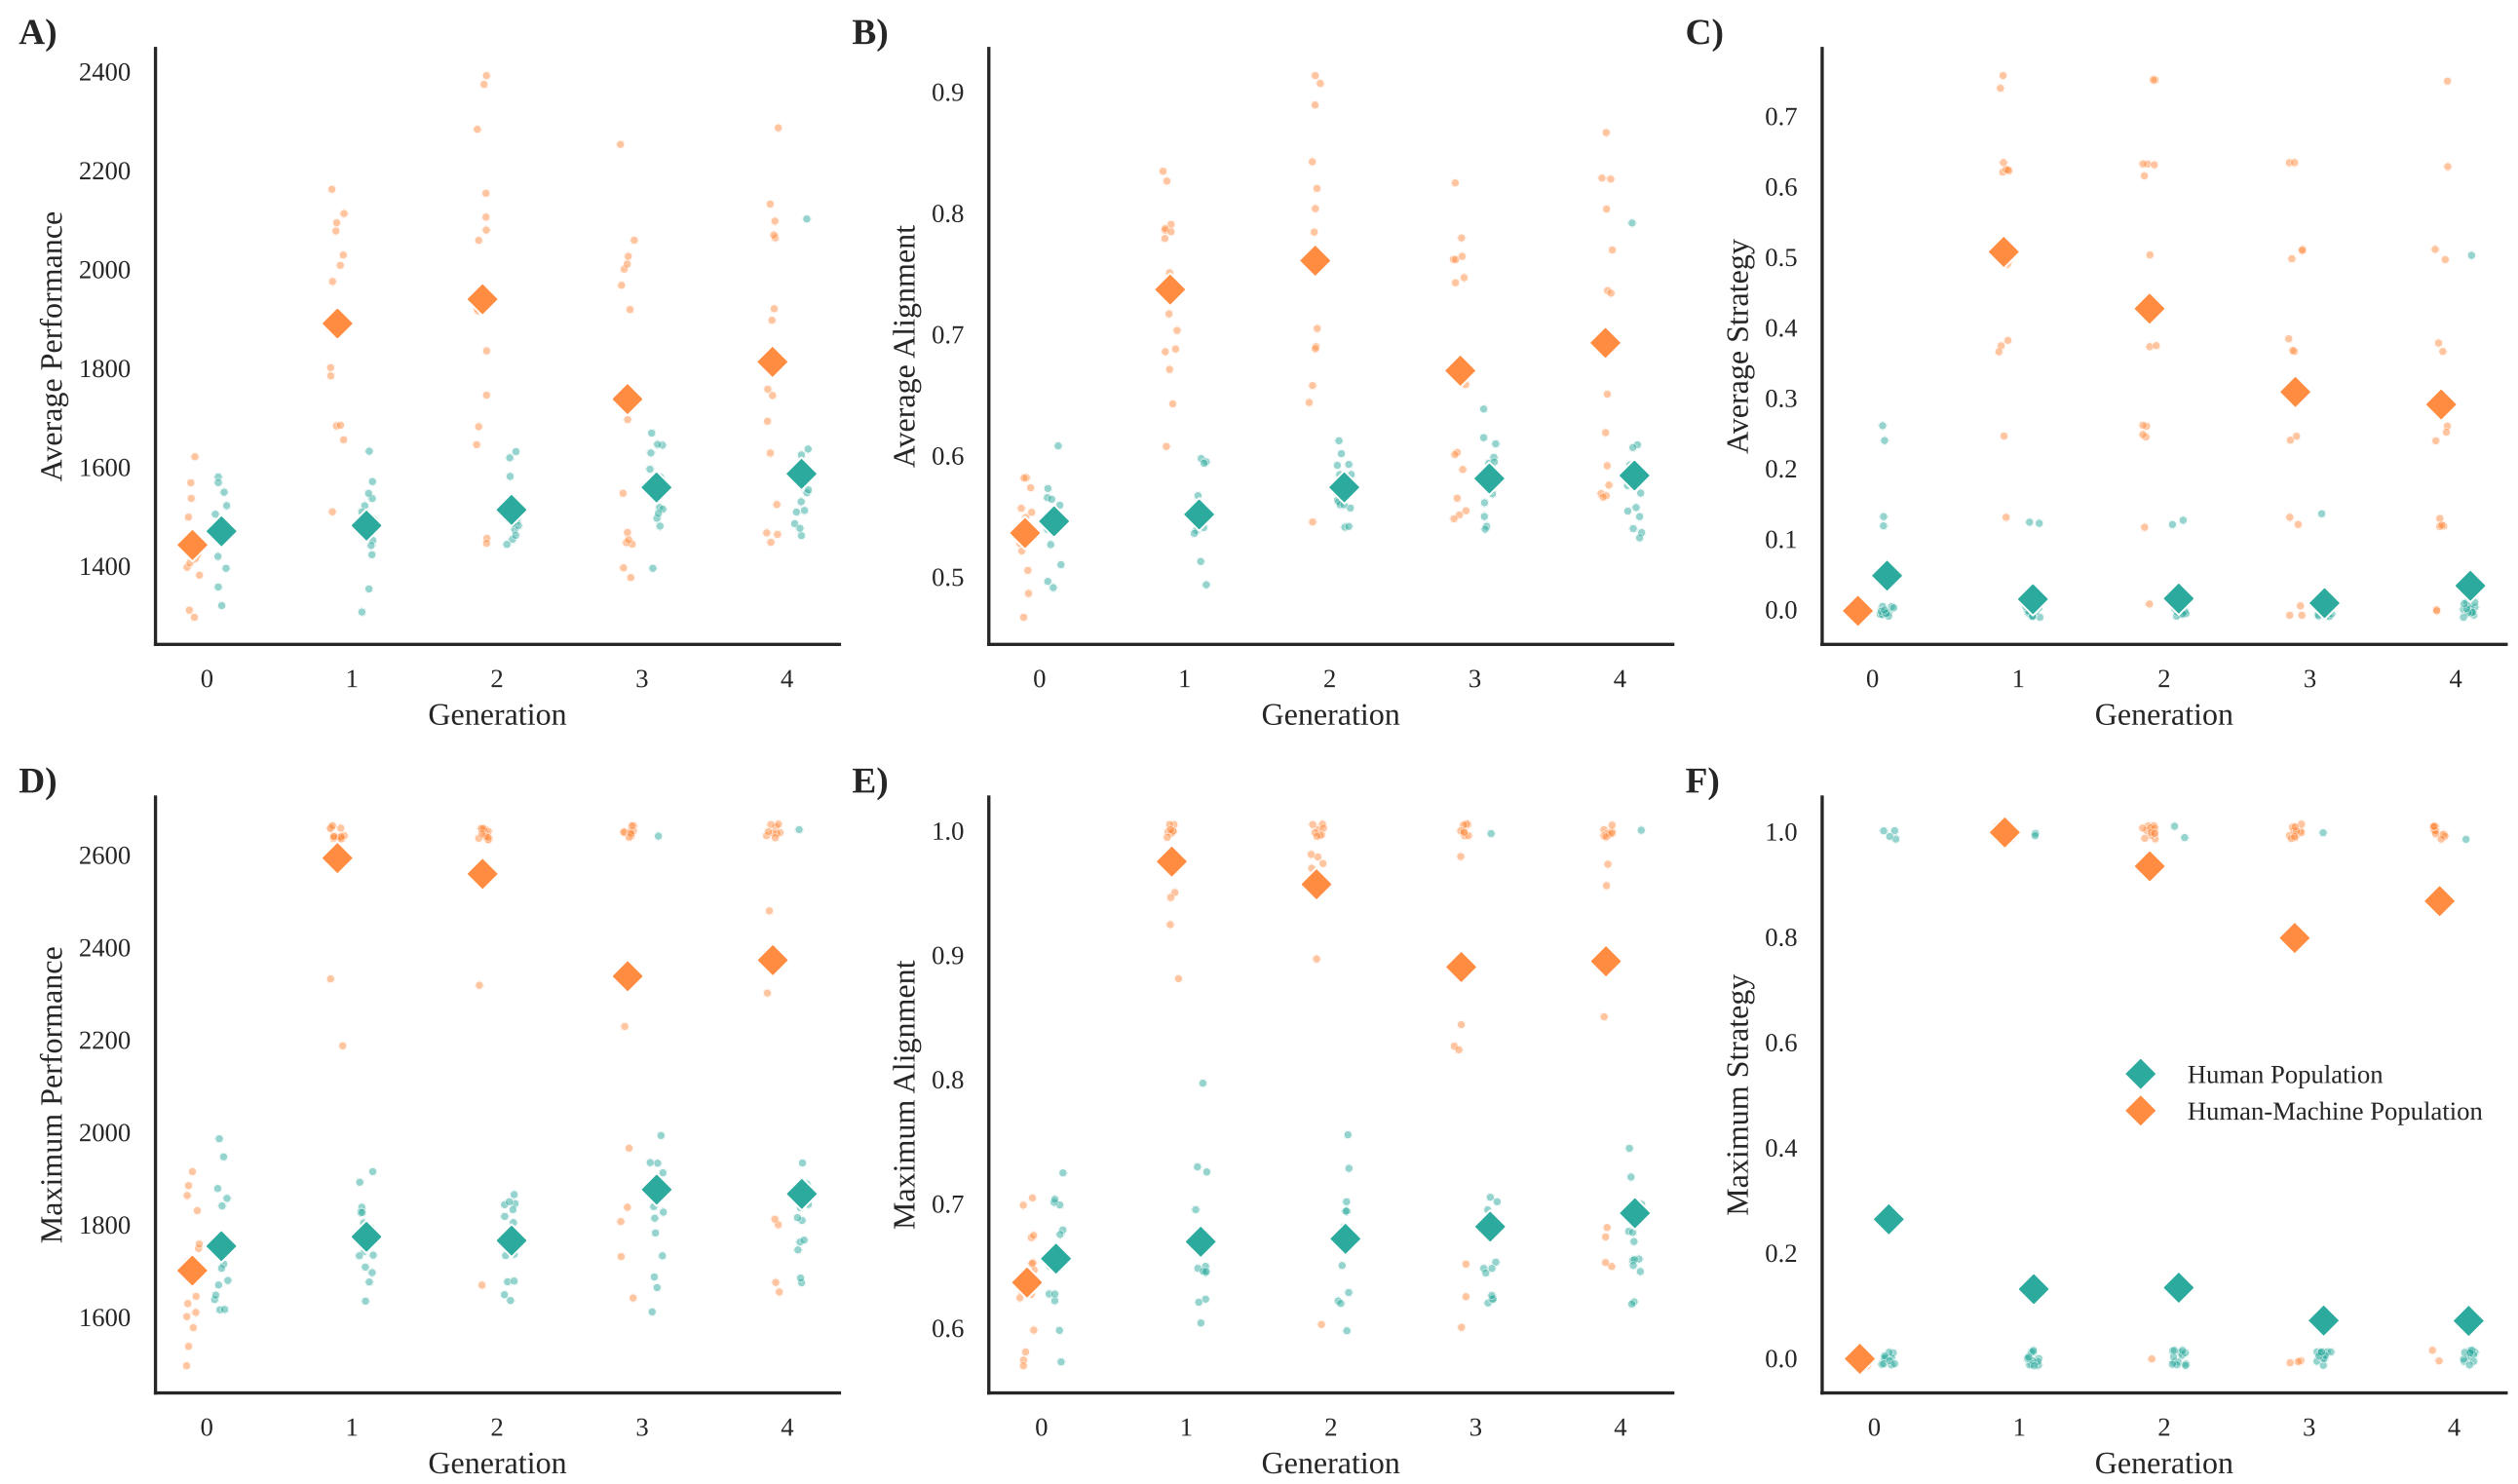 A)
Average Performance
2400
2200
2000
1800
1600
1400
0 1 2 3 4
Generation
B)
Average Alignment
0.9
0.8
0.7
0.6
0.5
0 1 2 3 4
Generation
C)
Average Strategy
0.7
0.6
0.5
0.4
0.3
0.2
0.1
0.0
0 1 2 3 4
Generation
D)
Maximum Performance
2600
2400
2200
2000
1800
1600
0 1 2 3 4
Generation
E)
Maximum Alignment
1.0
0.9
0.8
0.7
0.6
0 1 2 3 4
Generation
F)
Maximum Strategy
1.0
0.8
0.6
0.4
0.2
0.0
Human Population
Human-Machine Population
0 1 2 3 4
Generation